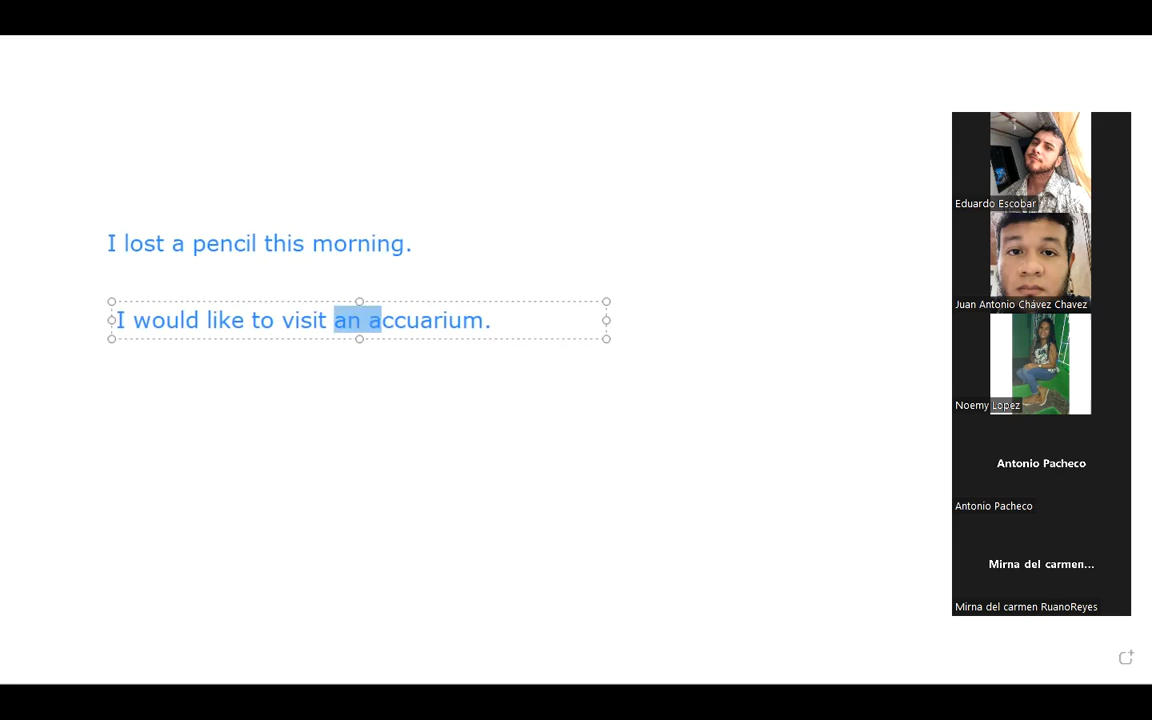 I lost a pencil this morning.
I would like to visit an accuarium.
Eduardo Escobar
Juan Antonio Chávez Chavez
Noemy Lopez
Antonio Pacheco
Antonio Pacheco
Mirna del carmen...
Mirna del carmen RuanoReyes